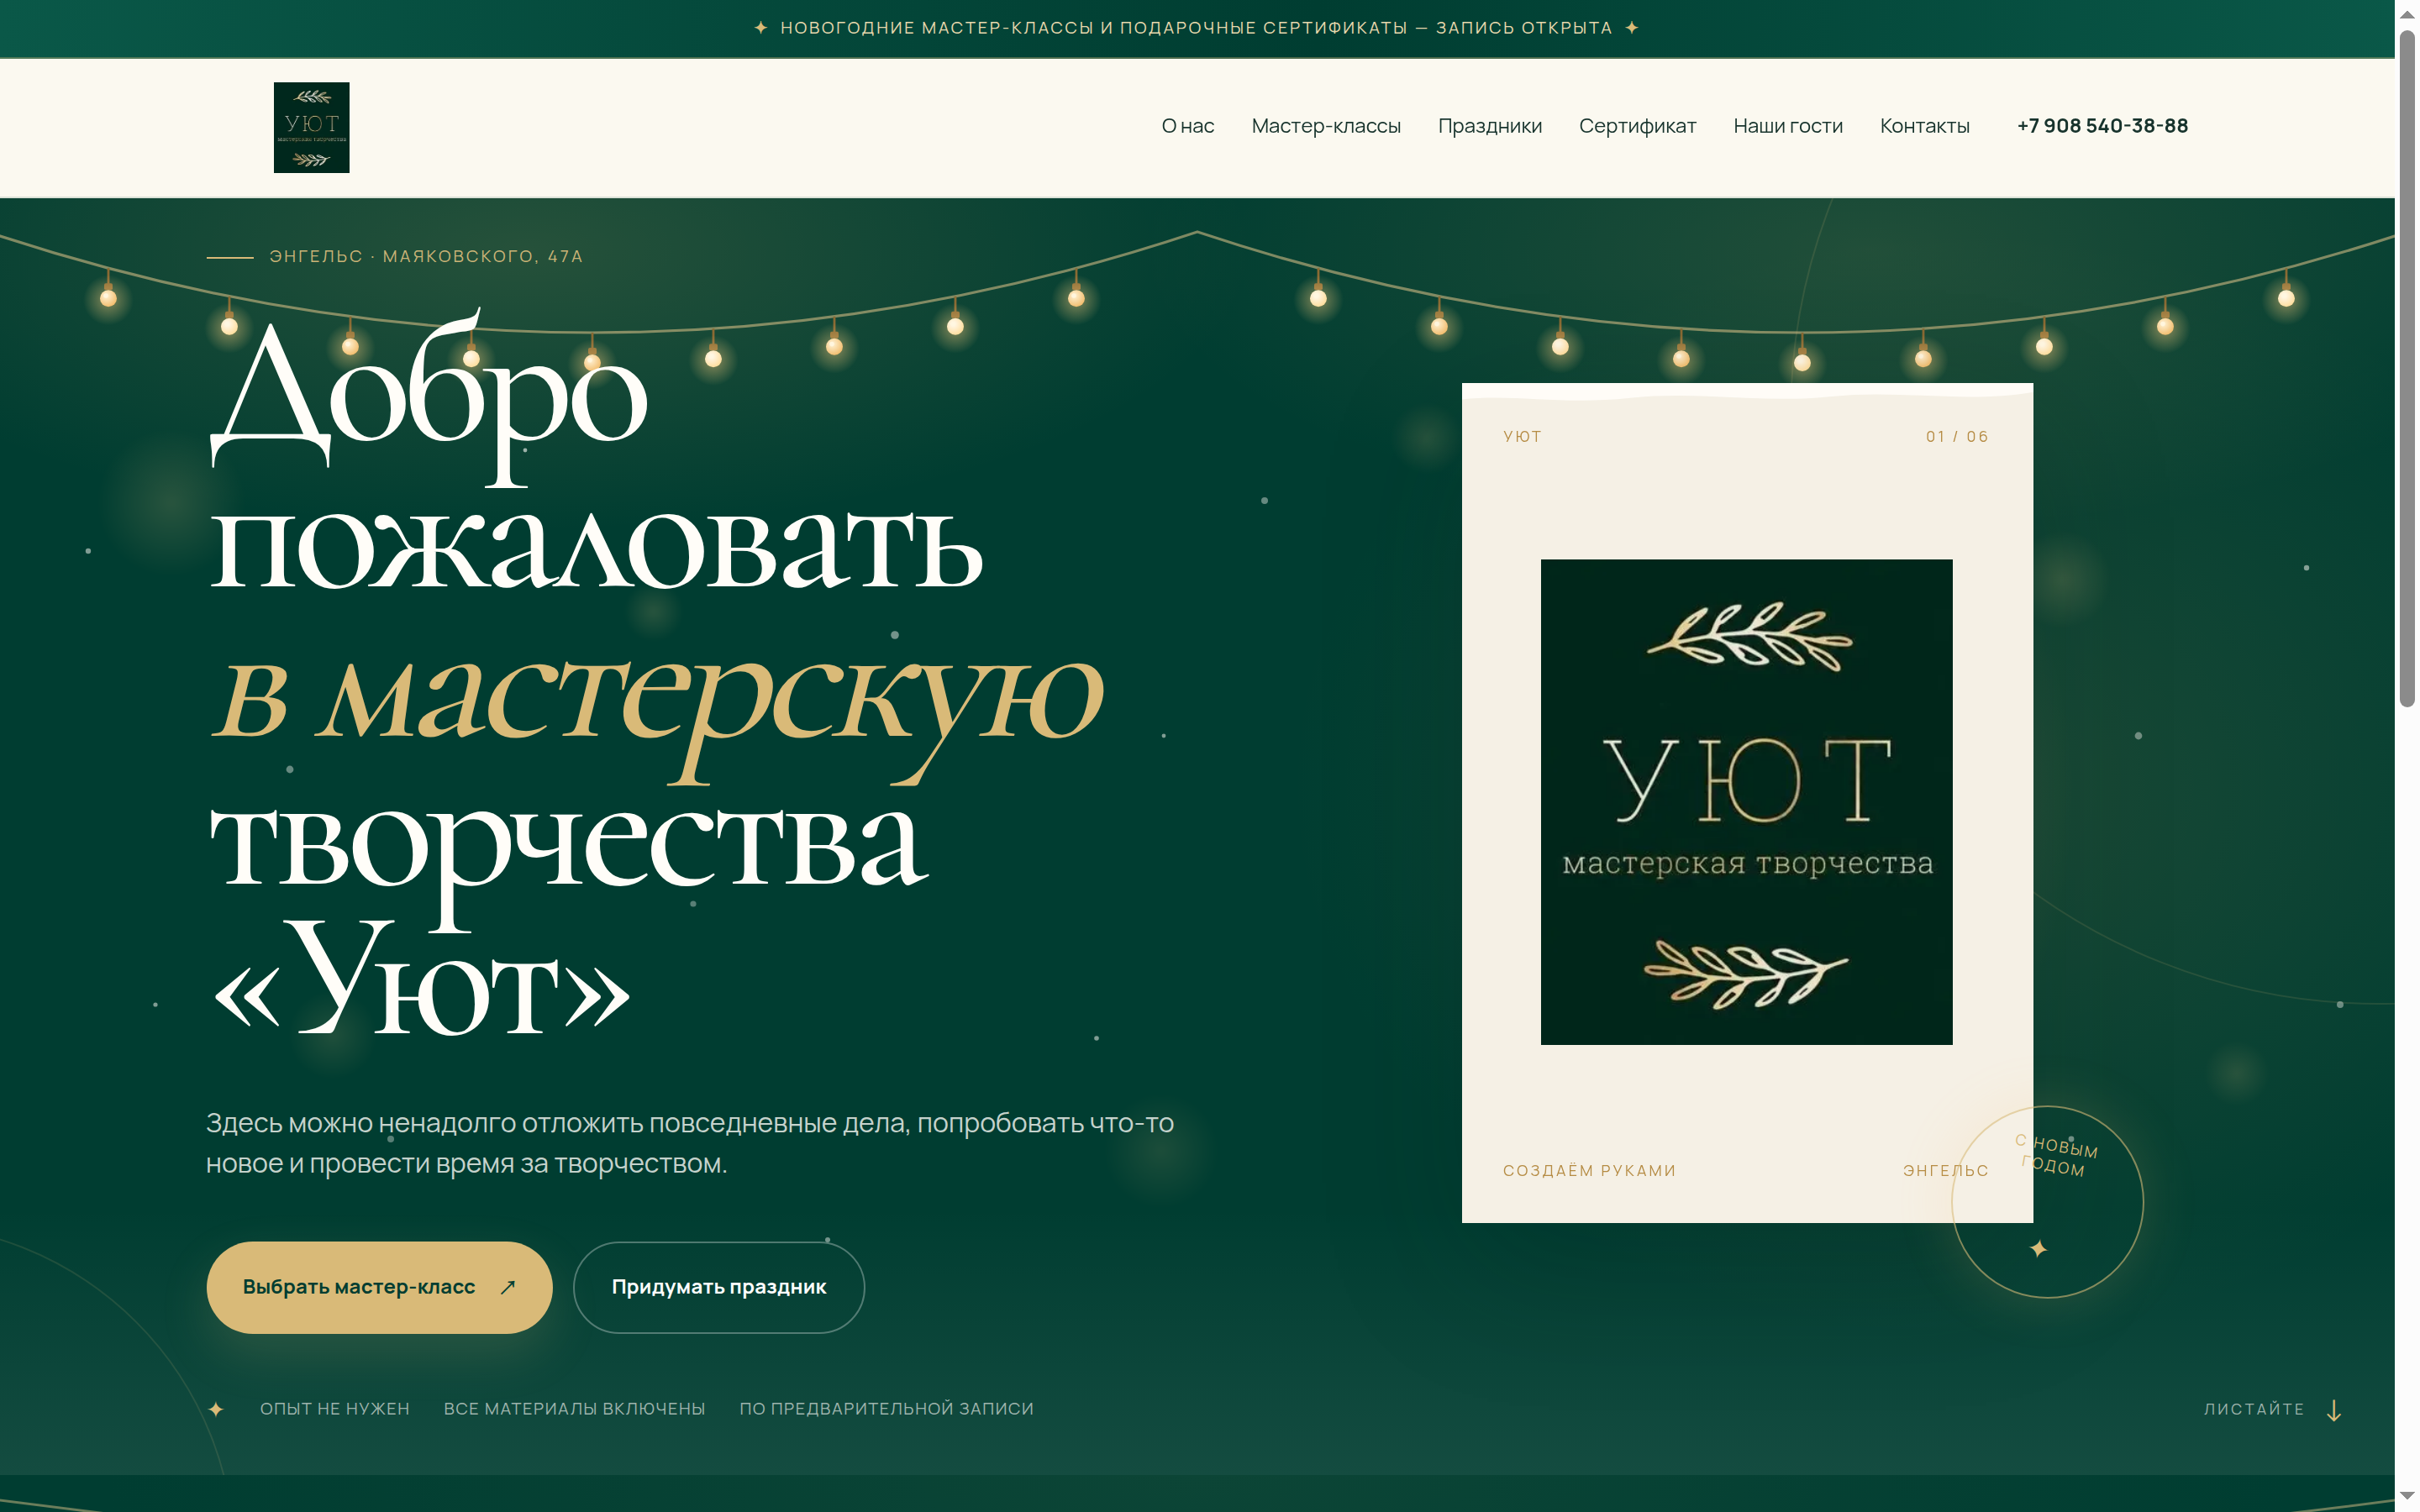 ✦ НОВОГОДНИЕ МАСТЕР-КЛАССЫ И ПОДАРОЧНЫЕ СЕРТИФИКАТЫ — ЗАПИСЬ ОТКРЫТА ✦
УЮТ
мастерская творчества
О нас Мастер-классы Праздники Сертификат Наши гости Контакты +7 908 540-38-88
ЭНГЕЛЬС · МАЯКОВСКОГО, 47А
Добро
пожаловать
в мастерскую
творчества
«Уют»
Здесь можно ненадолго отложить повседневные дела, попробовать что-то
новое и провести время за творчеством.
Выбрать мастер-класс ↗
Придумать праздник
УЮТ 01 / 06
УЮТ
мастерская творчества
СОЗДАЁМ РУКАМИ ЭНГЕЛЬС
С НОВЫМ
ГОДОМ
✦
✦ ОПЫТ НЕ НУЖЕН ВСЕ МАТЕРИАЛЫ ВКЛЮЧЕНЫ ПО ПРЕДВАРИТЕЛЬНОЙ ЗАПИСИ
ЛИСТАЙТЕ ↓